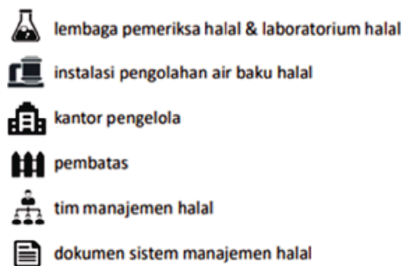 lembaga pemeriksa halal & laboratorium halal
instalasi pengolahan air baku halal
kantor pengelola
pembatas
tim manajemen halal
dokumen sistem manajemen halal